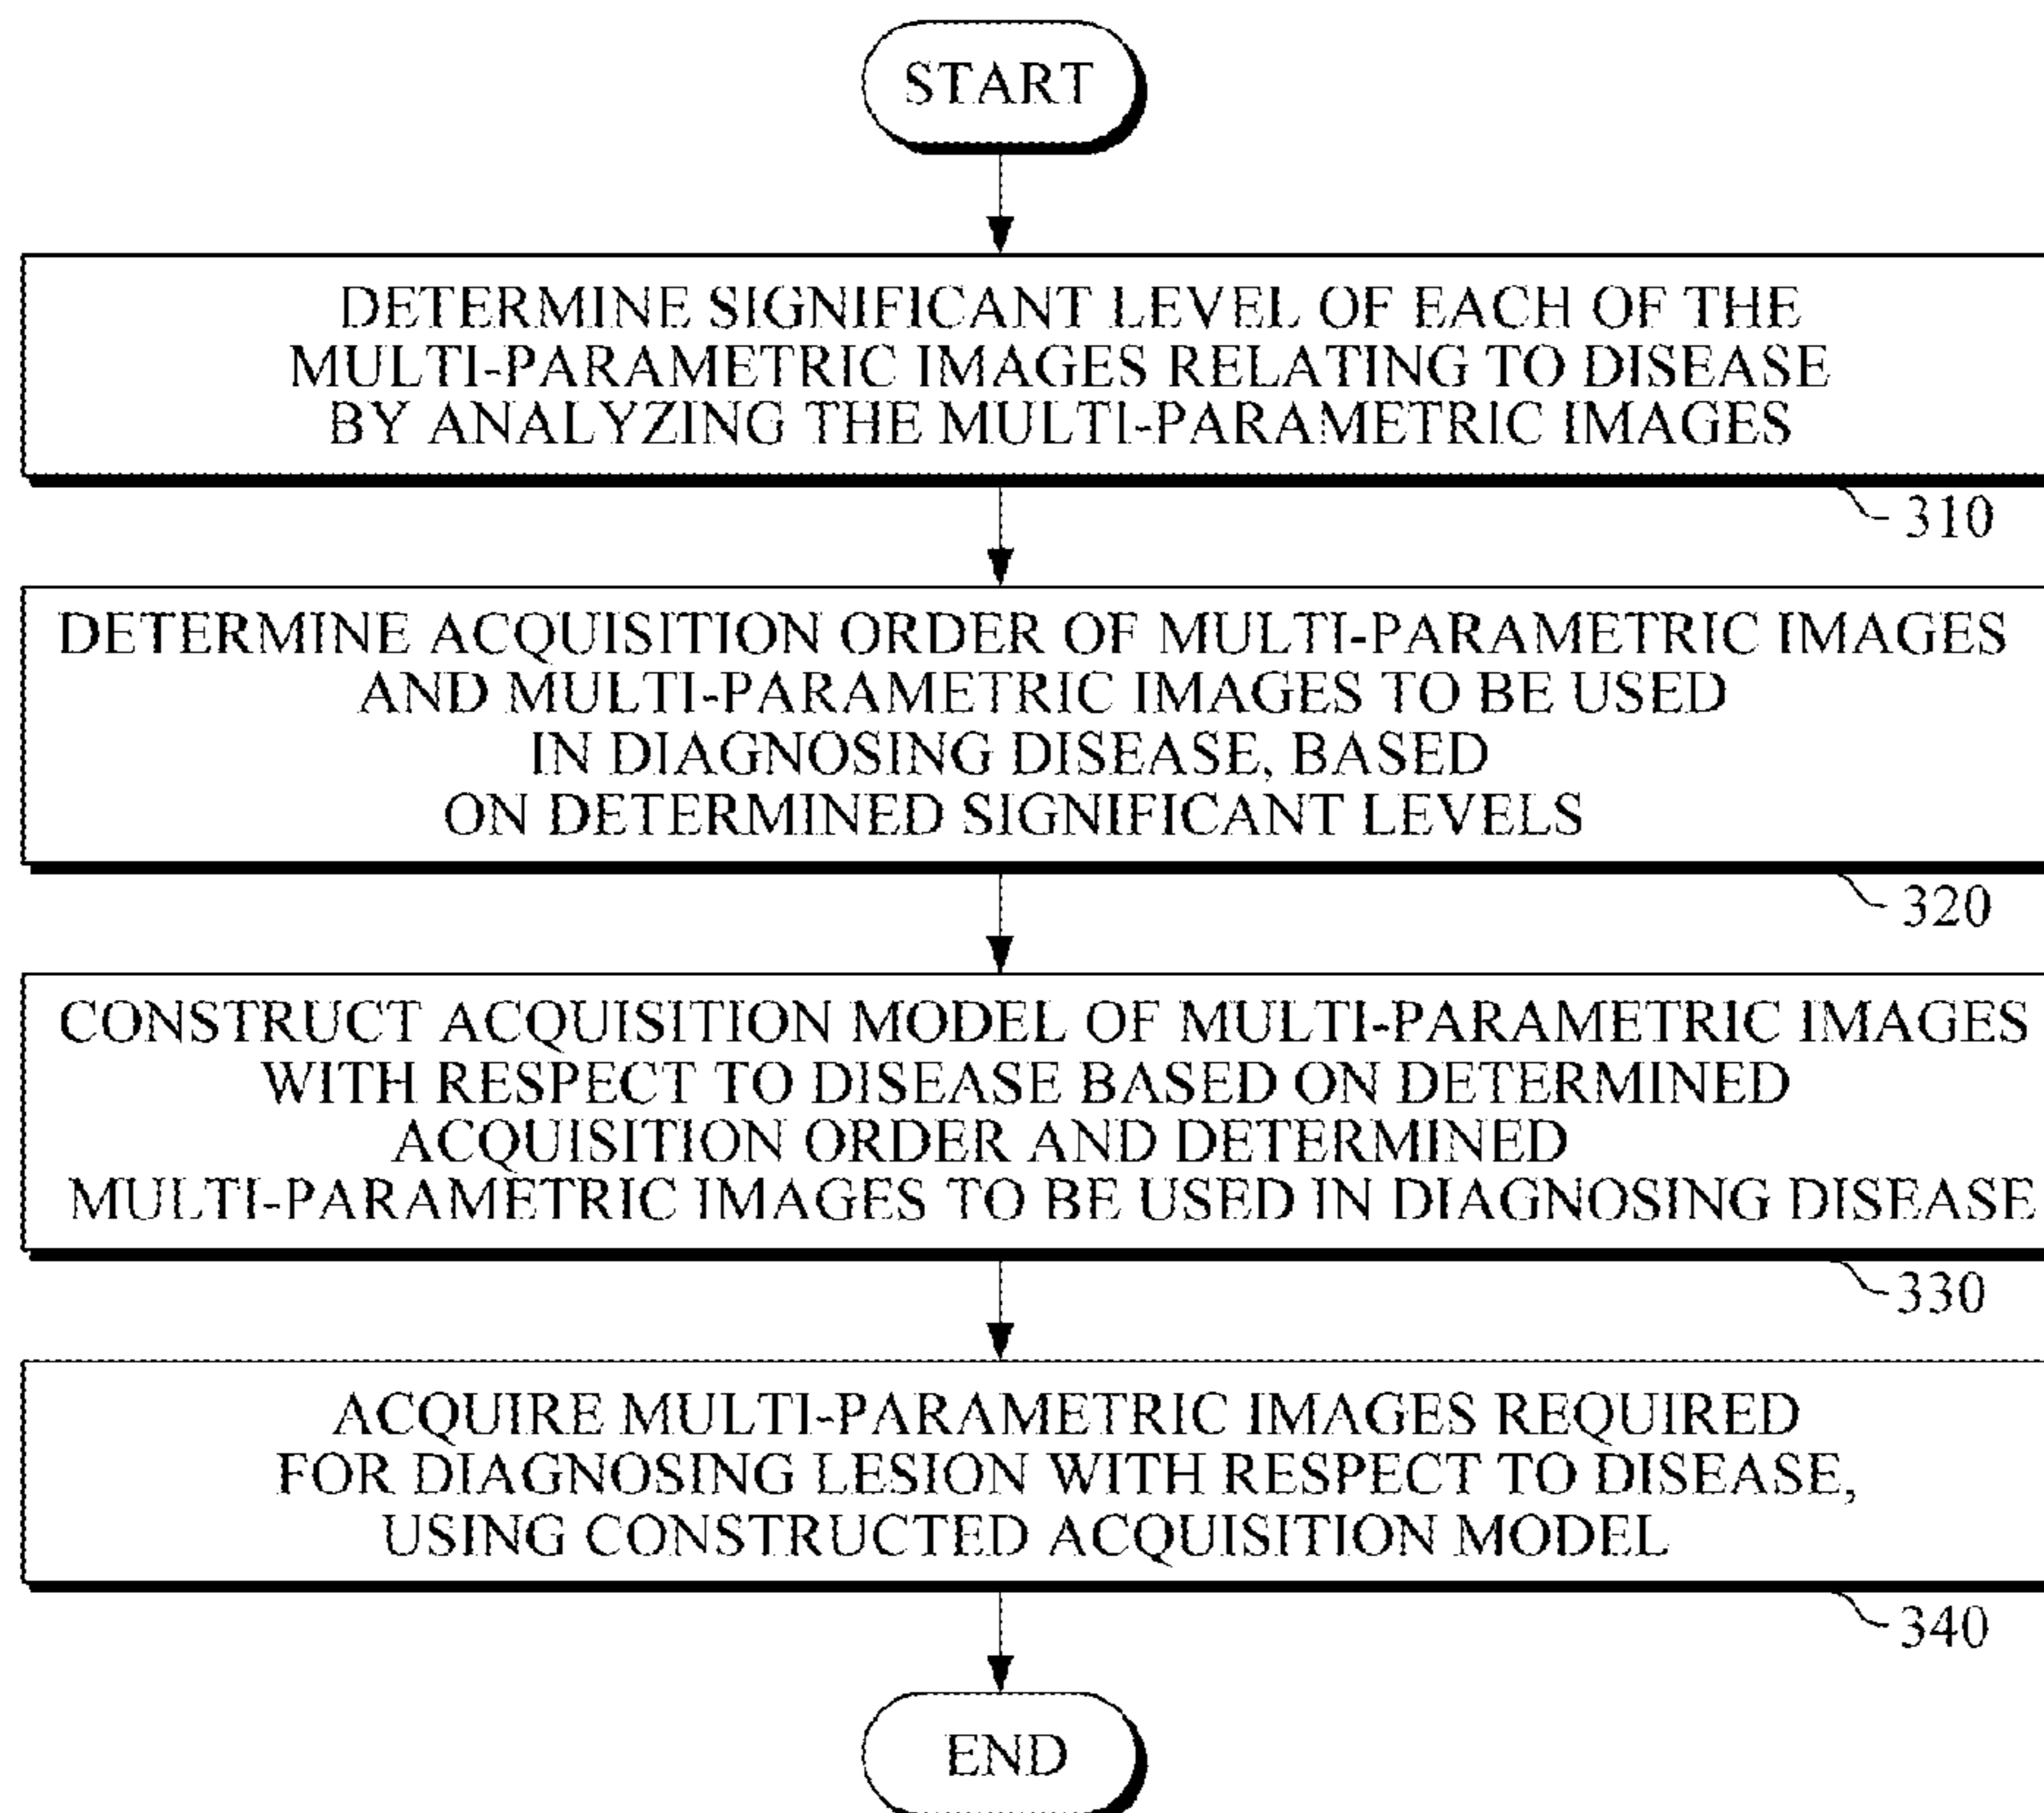 START
DETERMINE SIGNIFICANT LEVEL OF EACH OF THE
MULTI-PARAMETRIC IMAGES RELATING TO DISEASE
BY ANALYZING THE MULTI-PARAMETRIC IMAGES
310
DETERMINE ACQUISITION ORDER OF MULTI-PARAMETRIC IMAGES
AND MULTI-PARAMETRIC IMAGES TO BE USED
IN DIAGNOSING DISEASE, BASED
ON DETERMINED SIGNIFICANT LEVELS
320
CONSTRUCT ACQUISITION MODEL OF MULTI-PARAMETRIC IMAGES
WITH RESPECT TO DISEASE BASED ON DETERMINED
ACQUISITION ORDER AND DETERMINED
MULTI-PARAMETRIC IMAGES TO BE USED IN DIAGNOSING DISEASE
330
ACQUIRE MULTI-PARAMETRIC IMAGES REQUIRED
FOR DIAGNOSING LESION WITH RESPECT TO DISEASE,
USING CONSTRUCTED ACQUISITION MODEL
340
END